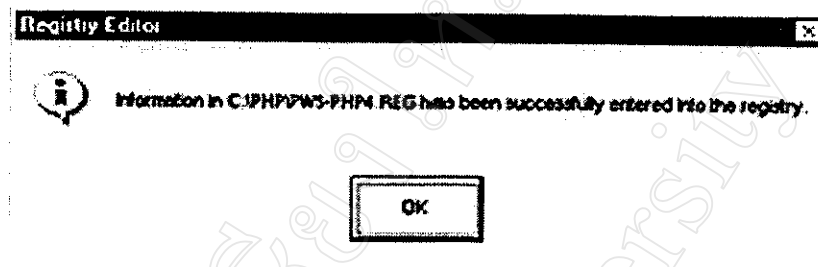 Registry Editor
Information in C:\PHP\PWS-PHP4.REG has been successfully entered into the registry.
OK